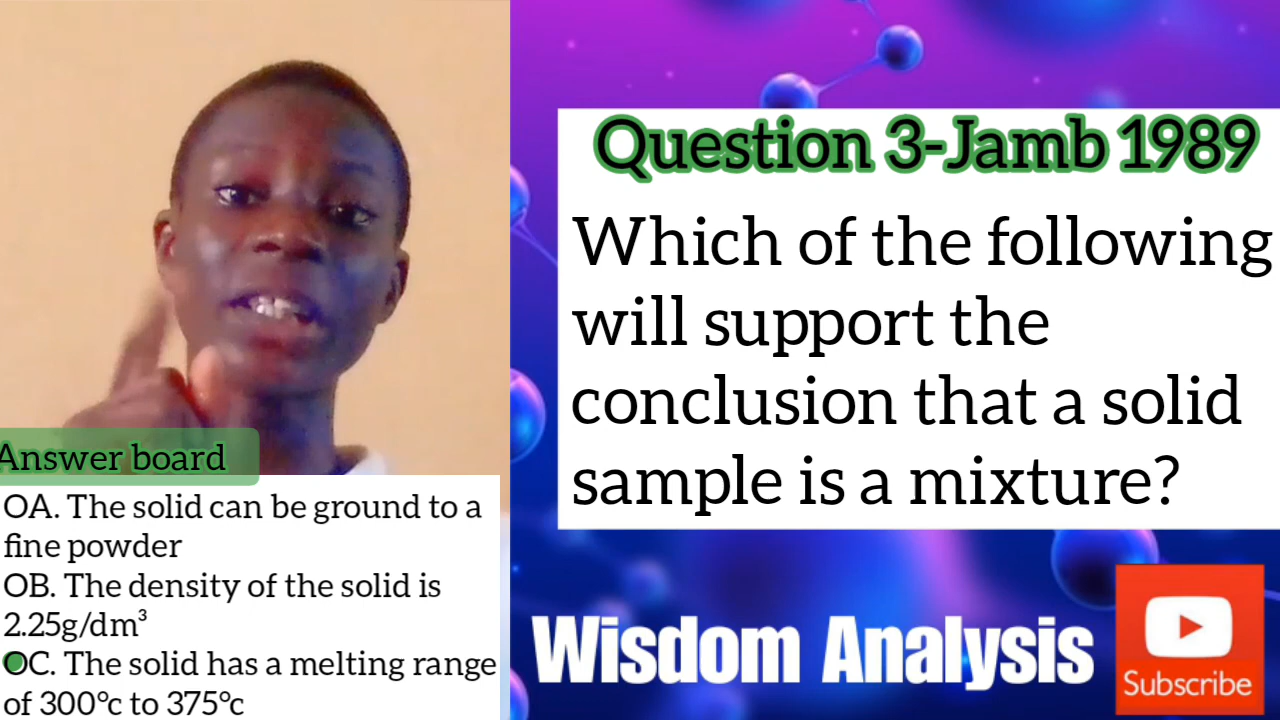 Question 3-Jamb 1989
Which of the following
will support the
conclusion that a solid
sample is a mixture?
Answer board
OA. The solid can be ground to a
fine powder
OB. The density of the solid is
2.25g/dm³
OC. The solid has a melting range
of 300°c to 375°c
Wisdom Analysis
Subscribe